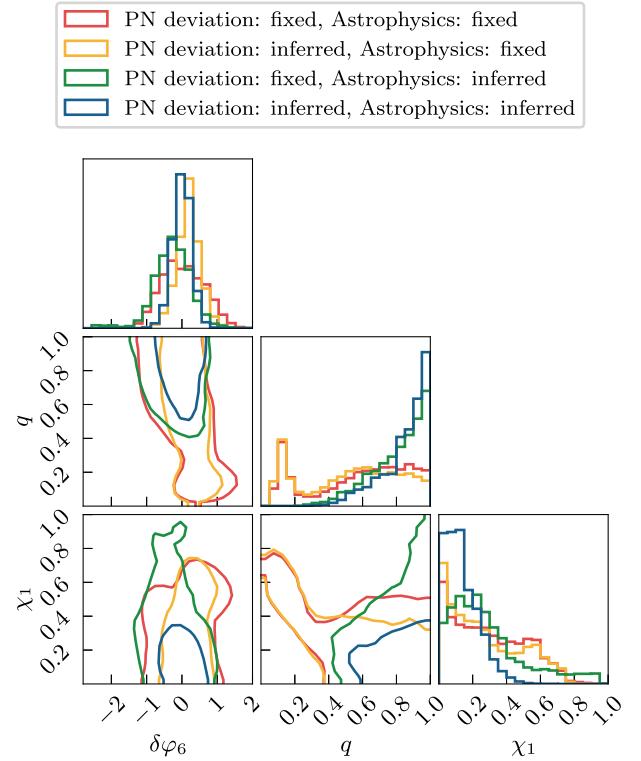 PN deviation: fixed, Astrophysics: fixed
PN deviation: inferred, Astrophysics: fixed
PN deviation: fixed, Astrophysics: inferred
PN deviation: inferred, Astrophysics: inferred
1.0
0.8
0.6
0.4
0.2
q
1.0
0.8
0.6
0.4
0.2
χ₁
−2 −1 0 1 2
0.2 0.4 0.6 0.8 1.0
0.2 0.4 0.6 0.8 1.0
δφ₆ q χ₁